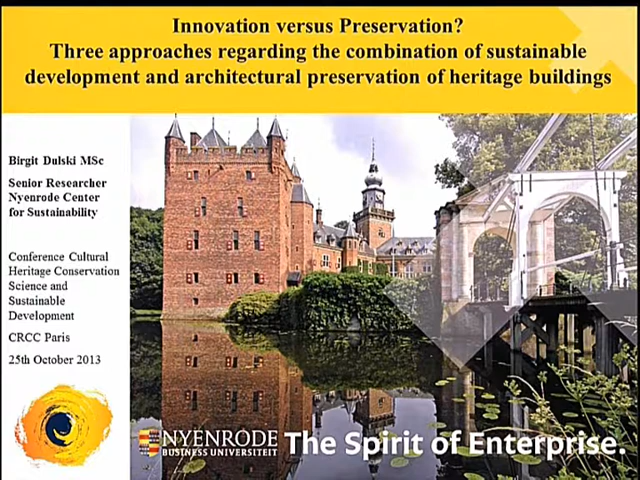 Innovation versus Preservation?
Three approaches regarding the combination of sustainable
development and architectural preservation of heritage buildings
Birgit Dulski MSc
Senior Researcher
Nyenrode Center
for Sustainability
Conference Cultural
Heritage Conservation
Science and
Sustainable
Development
CRCC Paris
25th October 2013
NYENRODE
BUSINESS UNIVERSITEIT
The Spirit of Enterprise.